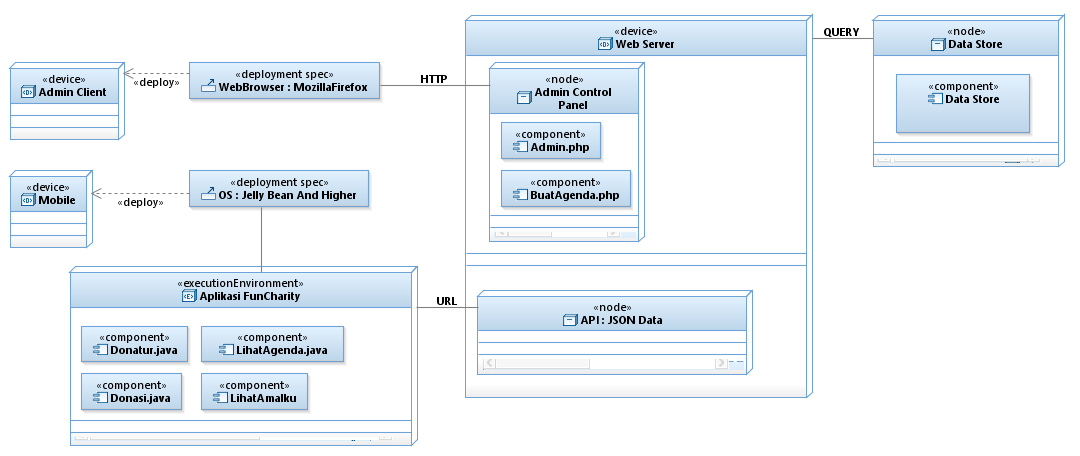 «device»
Admin Client
«deploy»
«deployment spec»
WebBrowser : MozillaFirefox
HTTP
«device»
Web Server
«node»
Admin Control
Panel
«component»
Admin.php
«component»
BuatAgenda.php
QUERY
«node»
Data Store
«component»
Data Store
«device»
Mobile
«deploy»
«deployment spec»
OS : Jelly Bean And Higher
«executionEnvironment»
Aplikasi FunCharity
«component»
Donatur.java
«component»
LihatAgenda.java
«component»
Donasi.java
«component»
LihatAmalku
URL
«node»
API : JSON Data